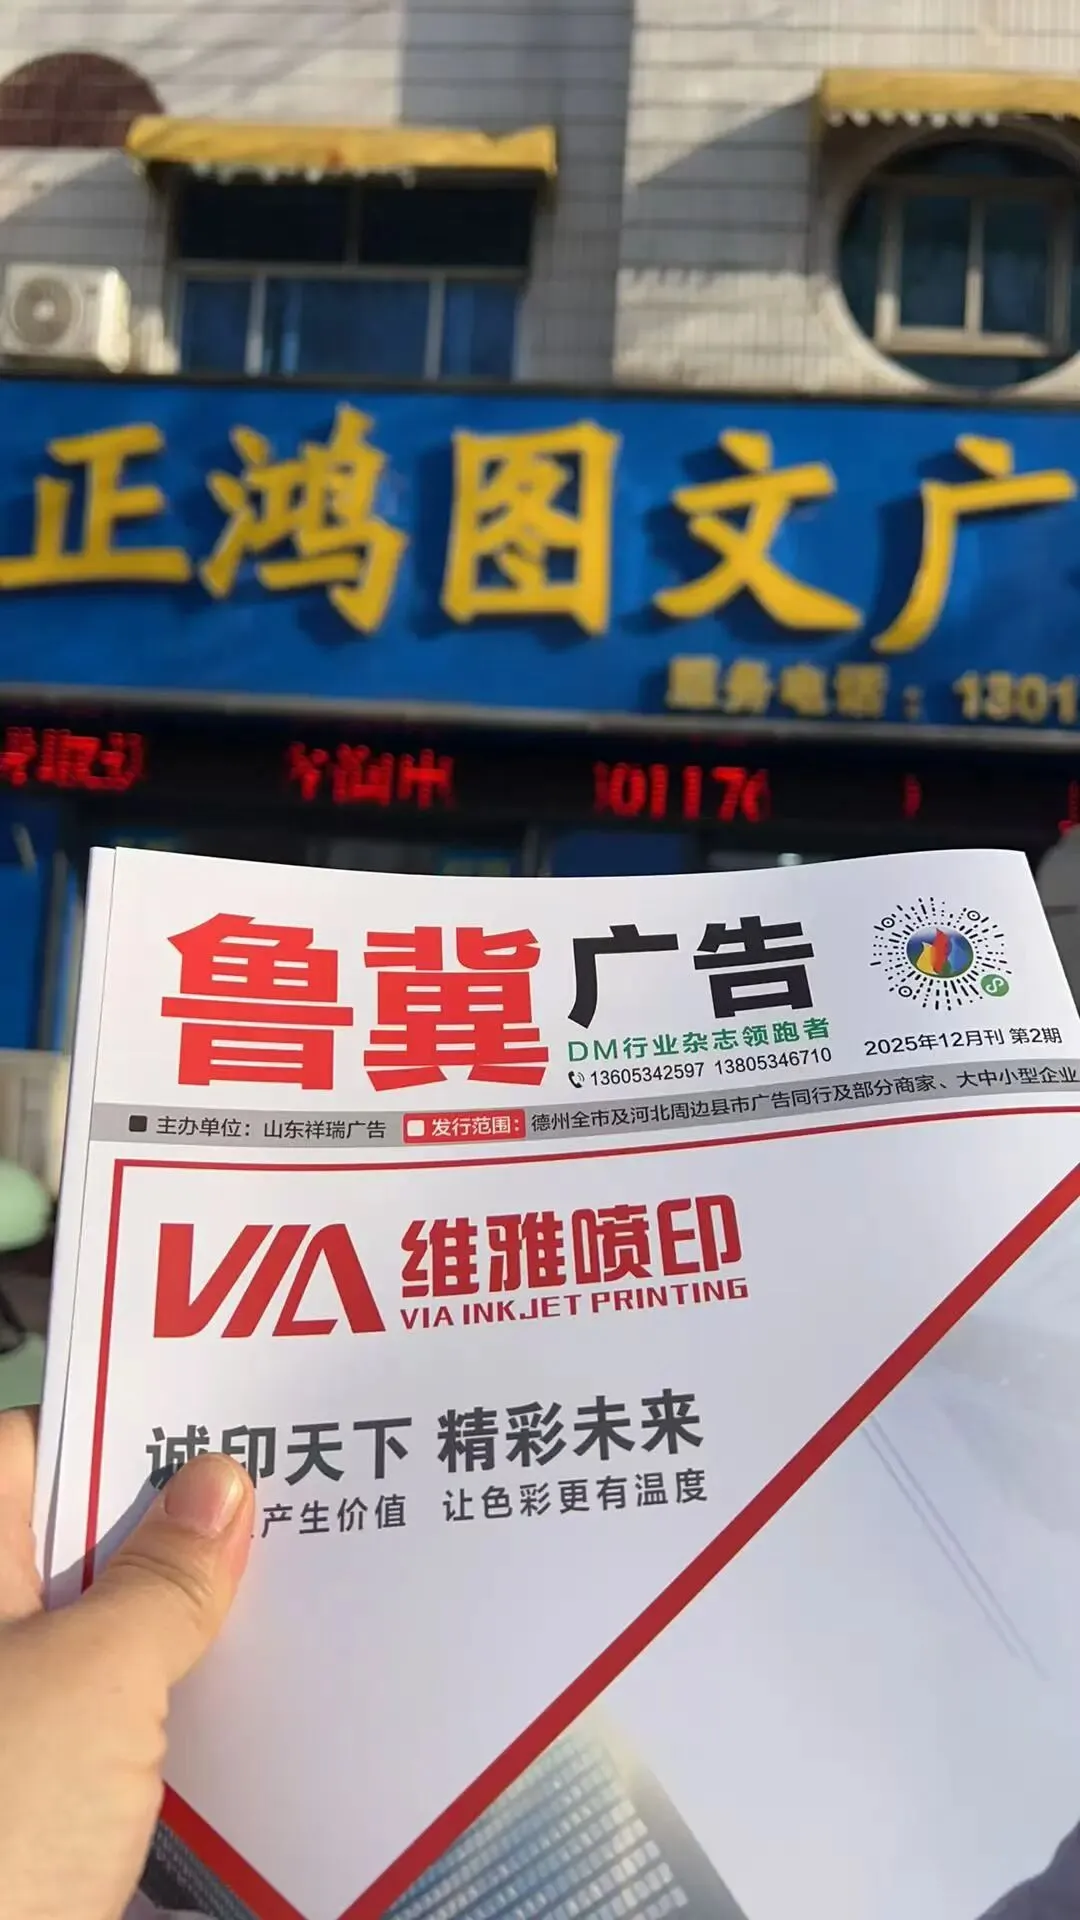 正鸿图文广
服务电话：1301
01176
鲁冀广告
DM行业杂志领跑者
13605342597 13805346710
2025年12月刊 第2期
主办单位：山东祥瑞广告 发行范围：德州全市及河北周边县市广告同行及部分商家、大中小型企业
VIA 维雅喷印
VIA INKJET PRINTING
诚印天下 精彩未来
产生价值 让色彩更有温度